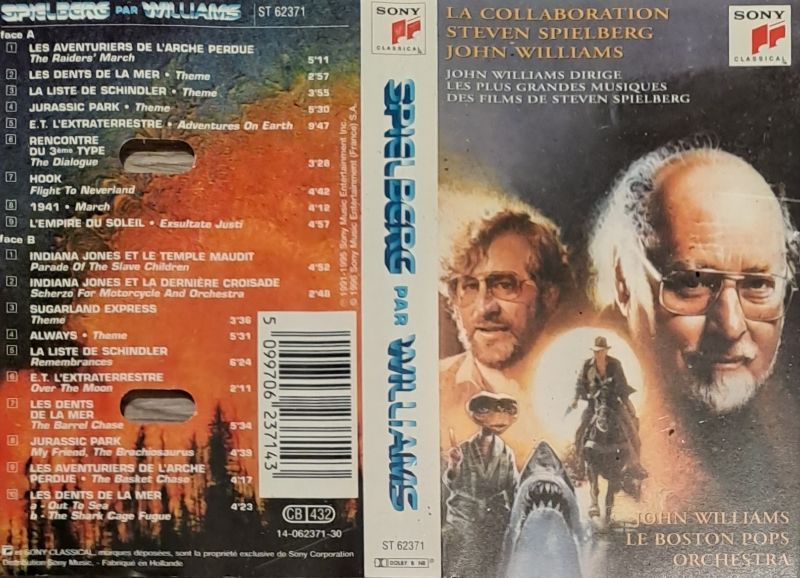 SPIELBERG PAR WILLIAMS
ST 62371
SONY
CLASSICAL
face A
1 LES AVENTURIERS DE L'ARCHE PERDUE
The Raiders' March 5'11
2 LES DENTS DE LA MER • Theme 2'57
3 LA LISTE DE SCHINDLER • Theme 3'55
4 JURASSIC PARK • Theme 5'30
5 E.T. L'EXTRATERRESTRE • Adventures On Earth 9'47
6 RENCONTRE
DU 3ème TYPE
The Dialogue 3'28
7 HOOK
Flight To Neverland 4'42
8 1941 • March 4'12
9 L'EMPIRE DU SOLEIL • Exsultate Justi 4'57
face B
1 INDIANA JONES ET LE TEMPLE MAUDIT
Parade Of The Slave Children 4'52
2 INDIANA JONES ET LA DERNIÈRE CROISADE
Scherzo For Motorcycle And Orchestra 2'48
3 SUGARLAND EXPRESS
Theme 3'36
4 ALWAYS • Theme 5'31
5 LA LISTE DE SCHINDLER
Remembrances 6'24
6 E.T. L'EXTRATERRESTRE
Over The Moon 2'11
7 LES DENTS
DE LA MER
The Barrel Chase 5'34
8 JURASSIC PARK
My Friend, The Brachiosaurus 4'39
9 LES AVENTURIERS DE L'ARCHE
PERDUE • The Basket Chase 4'17
10 LES DENTS DE LA MER
a - Out To Sea 4'23
b - The Shark Cage Fugue
5 099706 237143
CB 432
14-062371-30
et SONY CLASSICAL, marques déposées, sont la propriété exclusive de Sony Corporation
Distribution Sony Music. - Fabriqué en Hollande
℗ 1991-1995 Sony Music Entertainment Inc.
© 1995 Sony Music Entertainment (France) S.A.
SPIELBERG PAR WILLIAMS
ST 62371
DOLBY B NR
LA COLLABORATION
STEVEN SPIELBERG
JOHN WILLIAMS
JOHN WILLIAMS DIRIGE
LES PLUS GRANDES MUSIQUES
DES FILMS DE STEVEN SPIELBERG
SONY
CLASSICAL
JOHN WILLIAMS
LE BOSTON POPS
ORCHESTRA